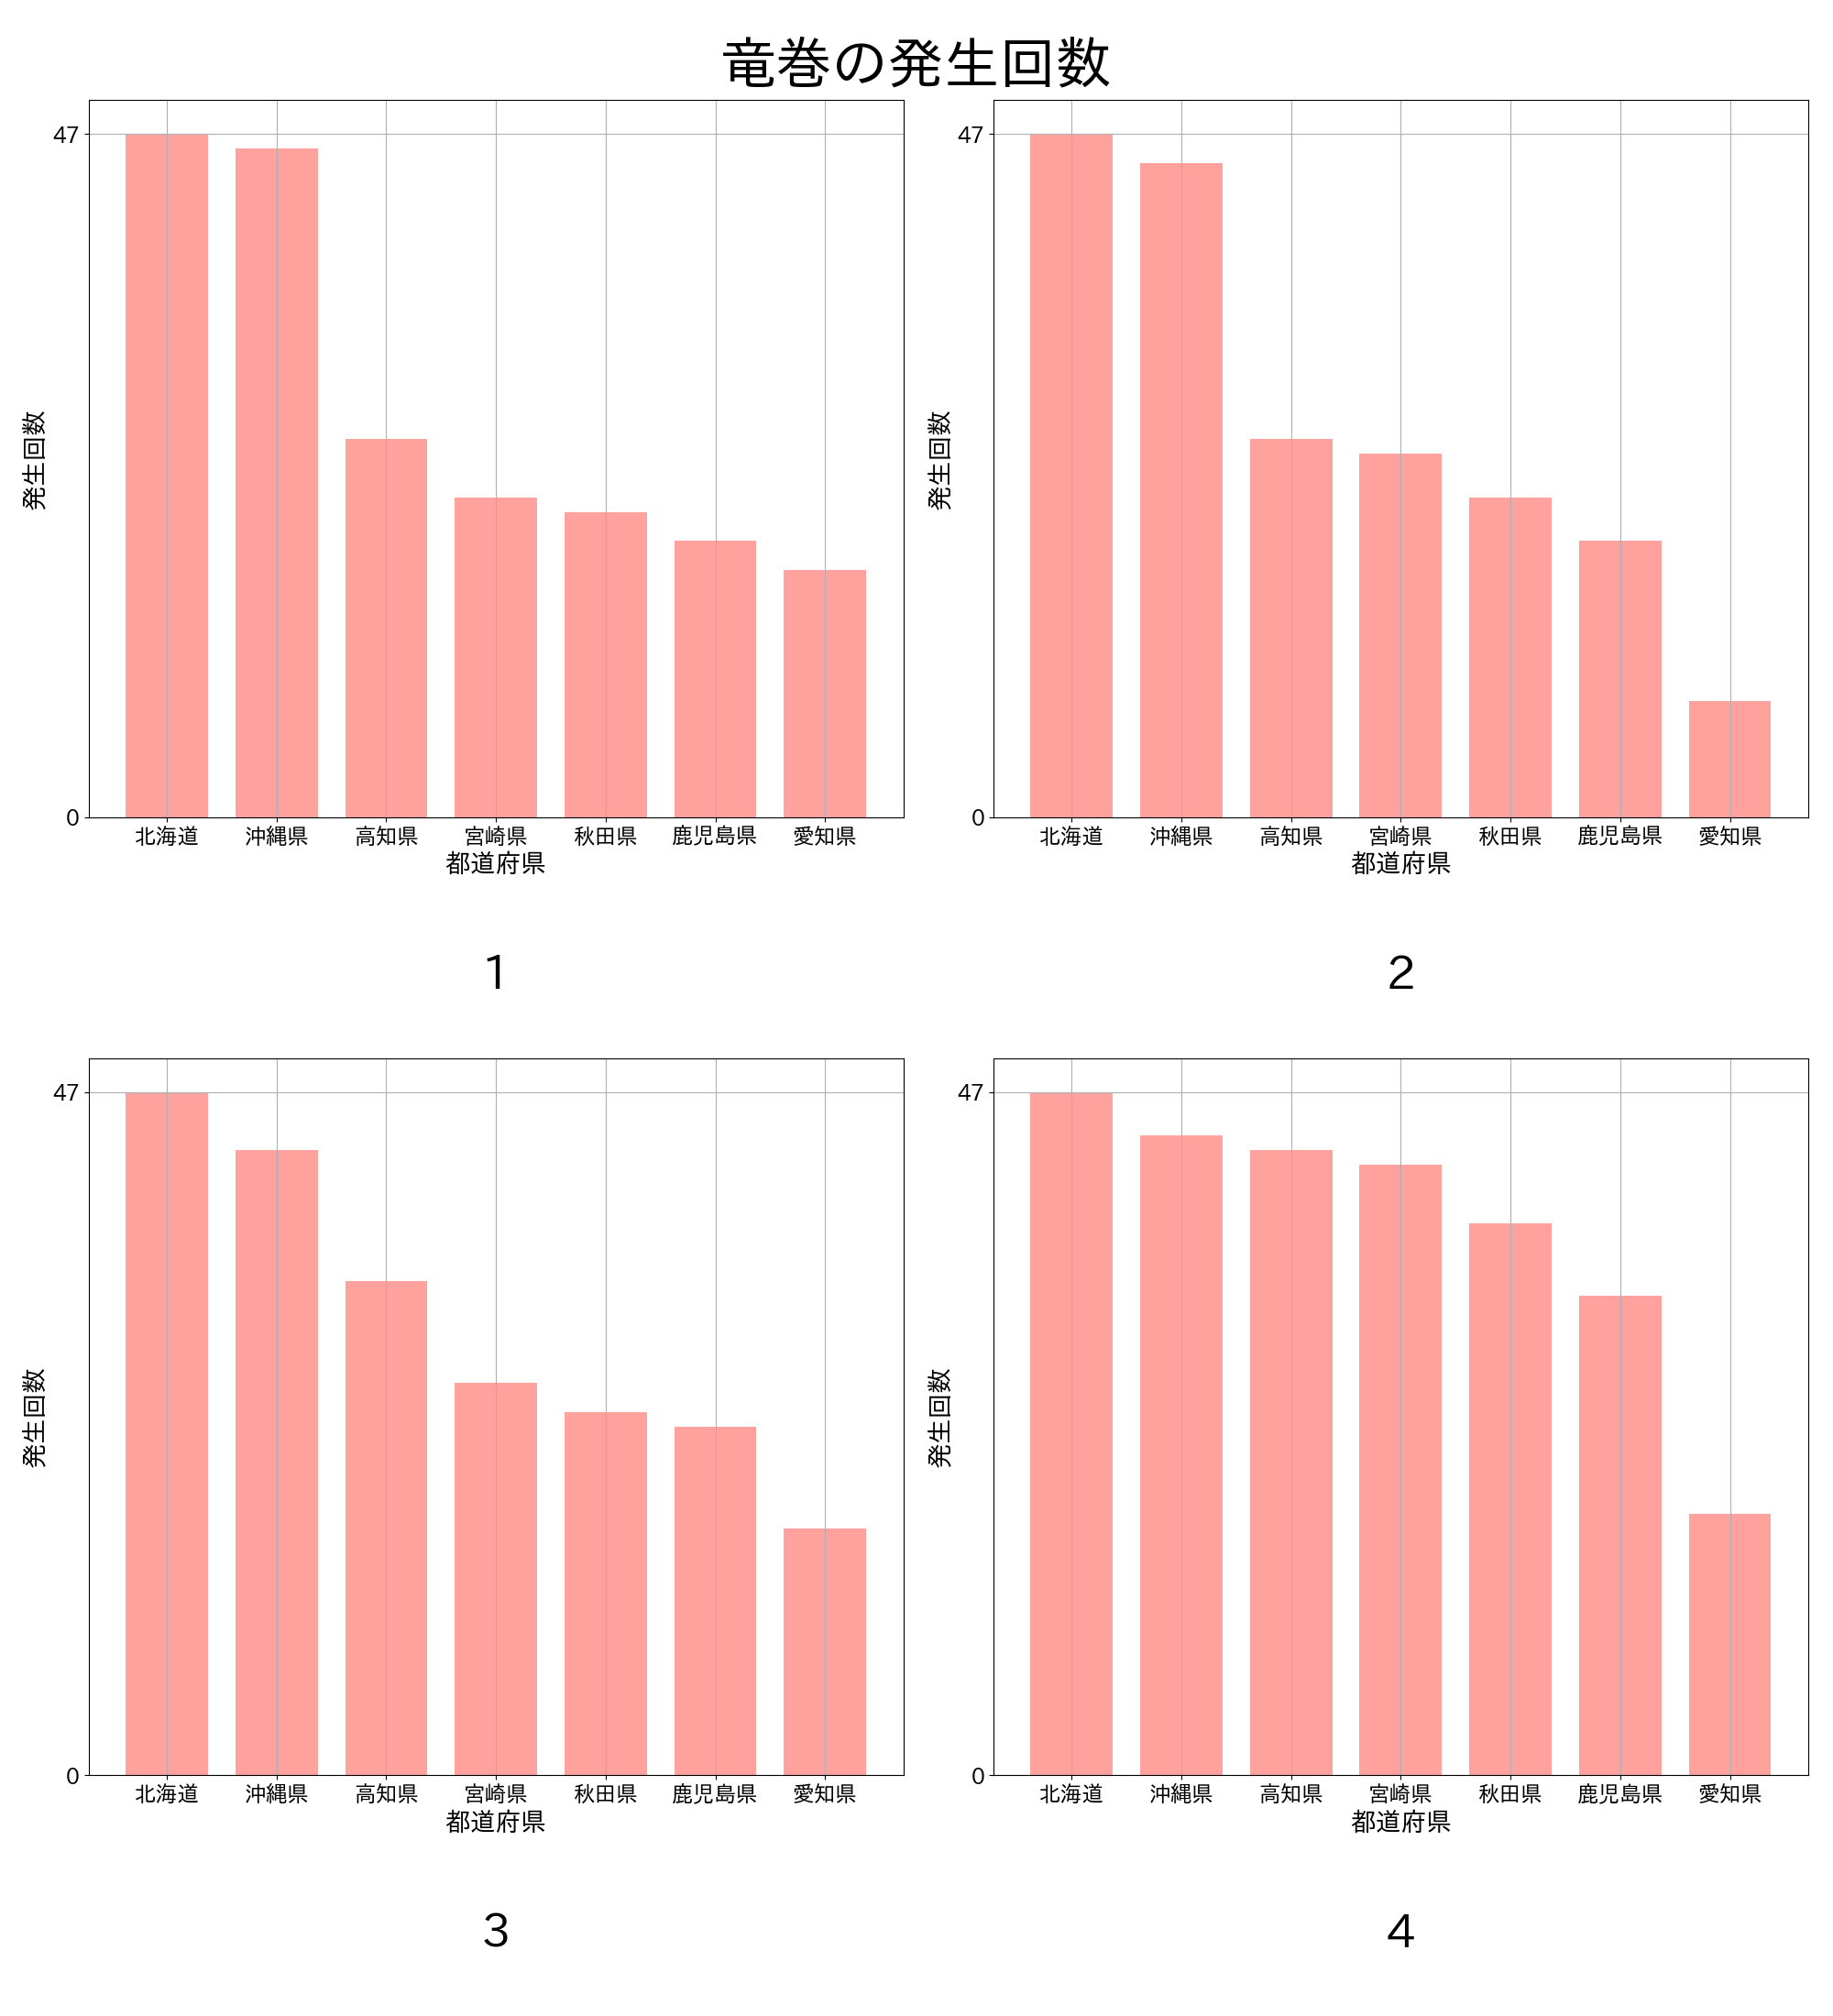 竜巻の発生回数
47
0
発生回数
北海道 沖縄県 高知県 宮崎県 秋田県 鹿児島県 愛知県
都道府県
1
47
0
発生回数
北海道 沖縄県 高知県 宮崎県 秋田県 鹿児島県 愛知県
都道府県
2
47
0
発生回数
北海道 沖縄県 高知県 宮崎県 秋田県 鹿児島県 愛知県
都道府県
3
47
0
発生回数
北海道 沖縄県 高知県 宮崎県 秋田県 鹿児島県 愛知県
都道府県
4